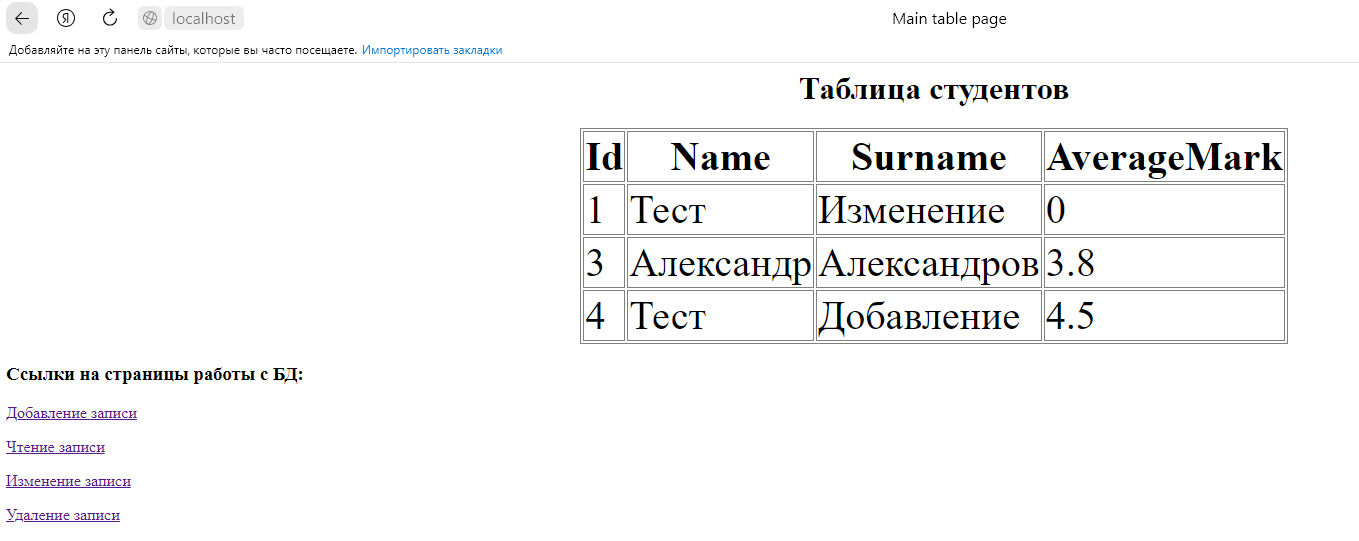 Я localhost Main table page
Добавляйте на эту панель сайты, которые вы часто посещаете. Импортировать закладки
Таблица студентов
Id Name Surname AverageMark
1 Тест Изменение 0
3 Александр Александров 3.8
4 Тест Добавление 4.5
Ссылки на страницы работы с БД:
Добавление записи
Чтение записи
Изменение записи
Удаление записи